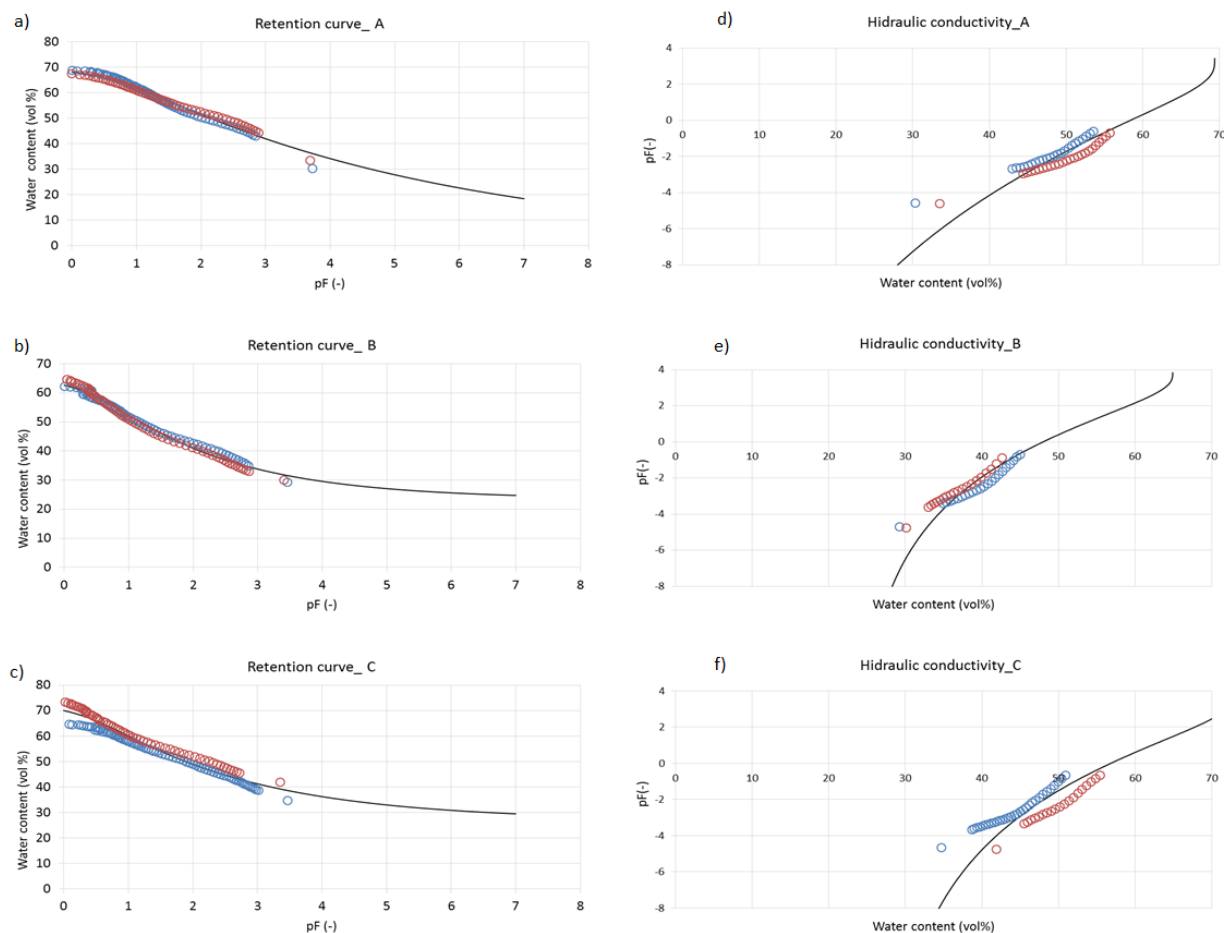 a)
Retention curve_ A
Water content (vol %)
80
70
60
50
40
30
20
10
0
0 1 2 3 4 5 6 7 8
pF (-)
d)
Hidraulic conductivity_A
pF(-)
4
2
0
-2
-4
-6
-8
0 10 20 30 40 50 60 70
Water content (vol%)
b)
Retention curve_ B
Water content (vol %)
70
60
50
40
30
20
10
0
0 1 2 3 4 5 6 7 8
pF (-)
e)
Hidraulic conductivity_B
pF(-)
4
2
0
-2
-4
-6
-8
0 10 20 30 40 50 60 70
Water content (vol%)
c)
Retention curve_ C
Water content (vol %)
80
70
60
50
40
30
20
10
0
0 1 2 3 4 5 6 7 8
pF (-)
f)
Hidraulic conductivity_C
pF(-)
4
2
0
-2
-4
-6
-8
0 10 20 30 40 50 60 70
Water content (vol%)